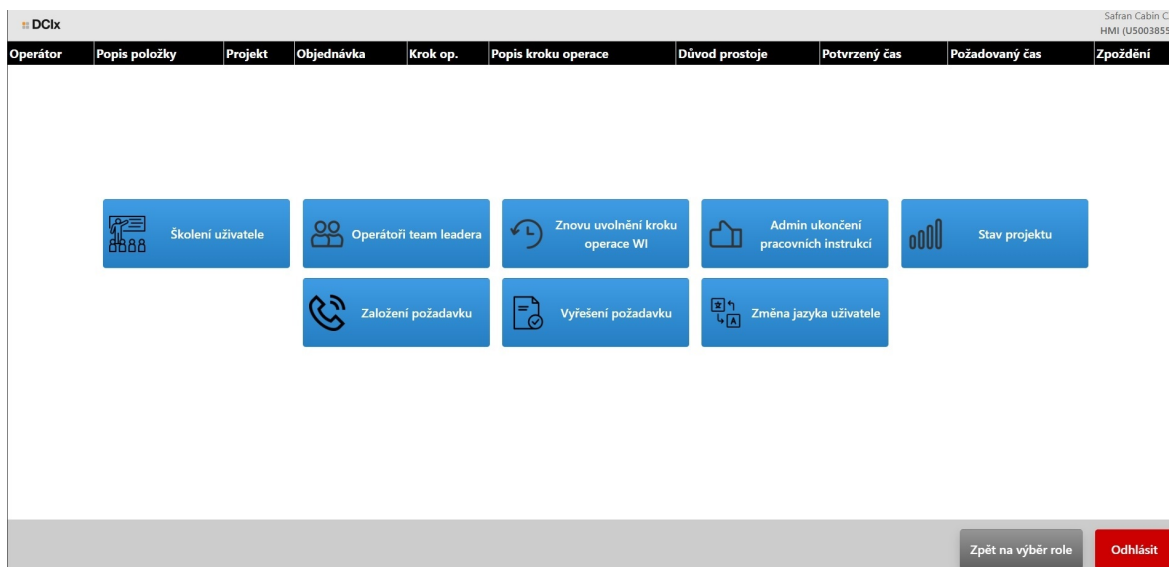 DCIx
Safran Cabin C
HMI (U5003855
Operátor Popis položky Projekt Objednávka Krok op. Popis kroku operace Důvod prostoje Potvrzený čas Požadovaný čas Zpoždění
Školení uživatele
Operátoři team leadera
Znovu uvolnění kroku
operace WI
Admin ukončení
pracovních instrukcí
Stav projektu
Založení požadavku
Vyřešení požadavku
Změna jazyka uživatele
Zpět na výběr role
Odhlásit